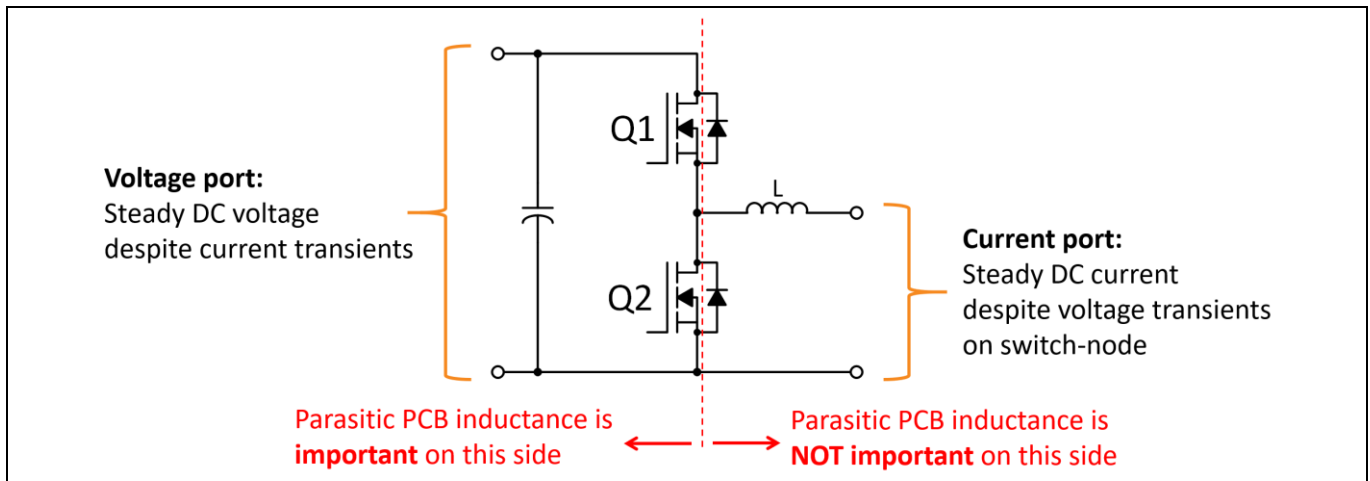 Q1
L
Voltage port:
Steady DC voltage
despite current transients
Q2
Current port:
Steady DC current
despite voltage transients
on switch-node
Parasitic PCB inductance is
important on this side
Parasitic PCB inductance is
NOT important on this side